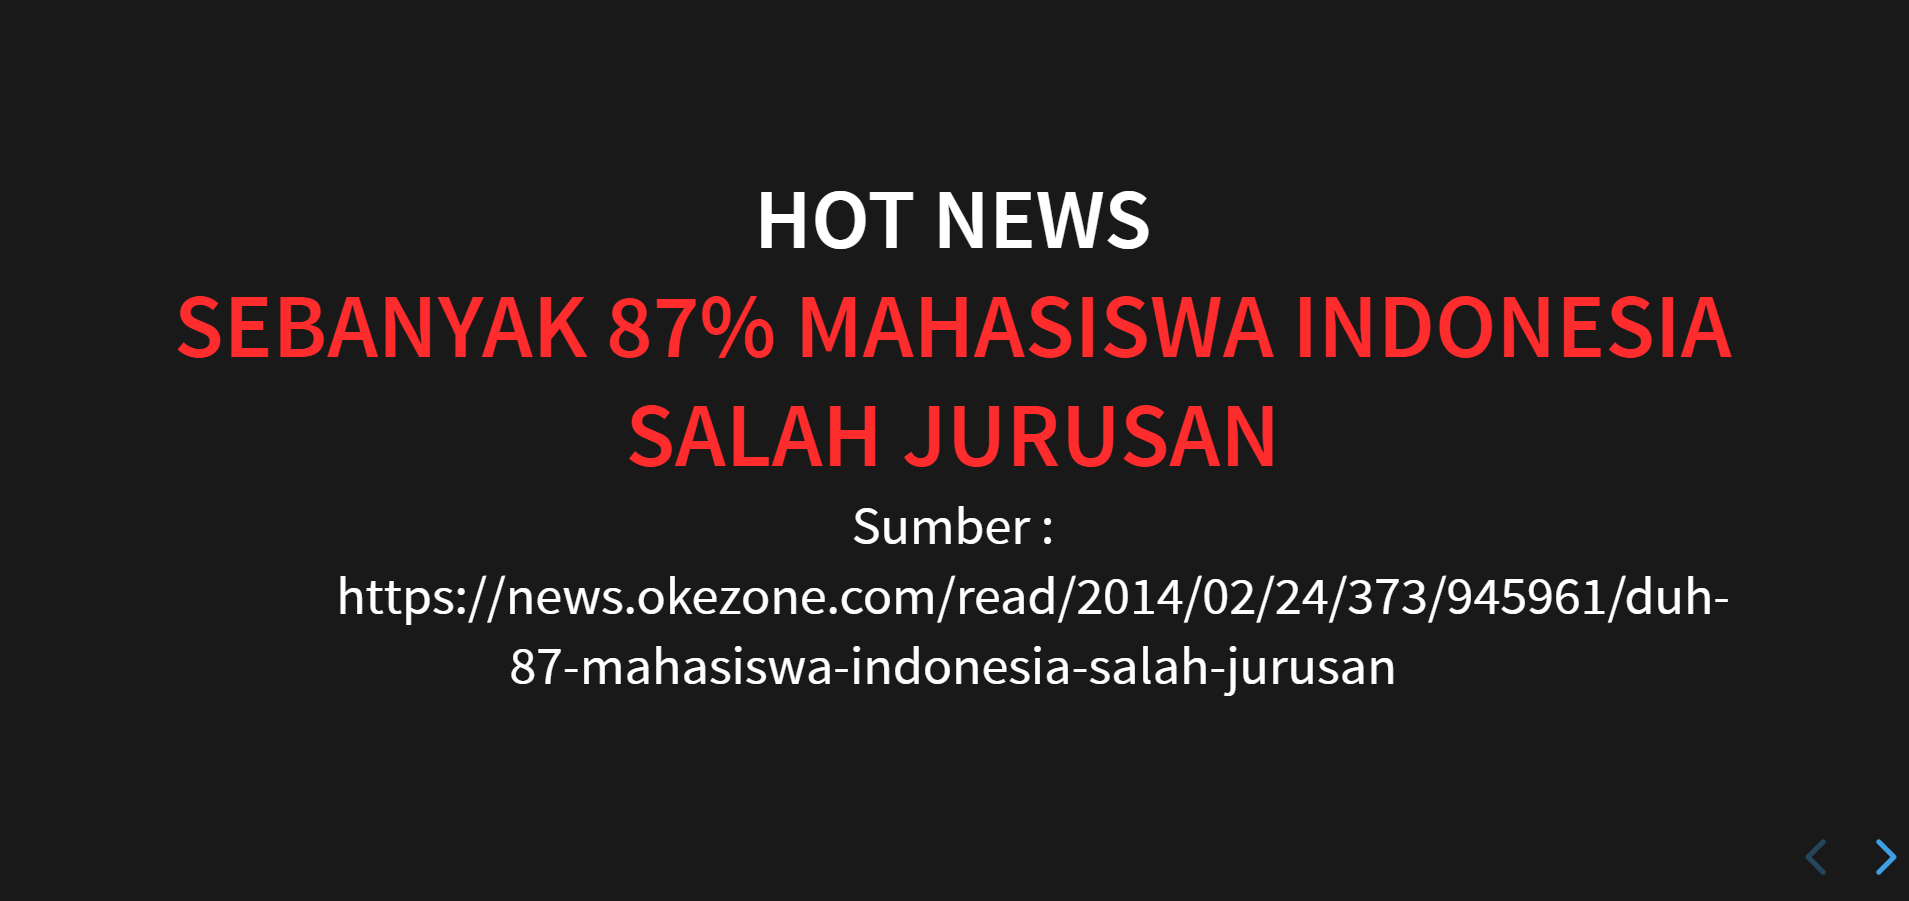 HOT NEWS
SEBANYAK 87% MAHASISWA INDONESIA
SALAH JURUSAN
Sumber :
https://news.okezone.com/read/2014/02/24/373/945961/duh-
87-mahasiswa-indonesia-salah-jurusan